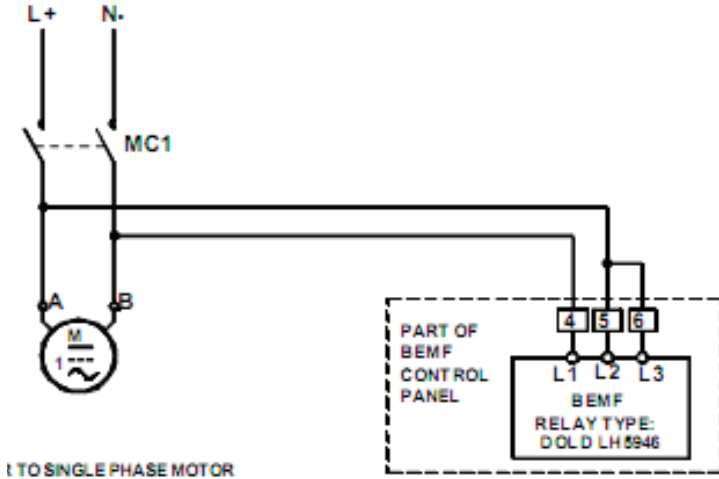 L+ N-
MC1
A B
M
1
4 5 6
PART OF
BEMF
CONTROL
PANEL
L1 L2 L3
BEMF
RELAY TYPE:
DOLD LH5946
R TO SINGLE PHASE MOTOR